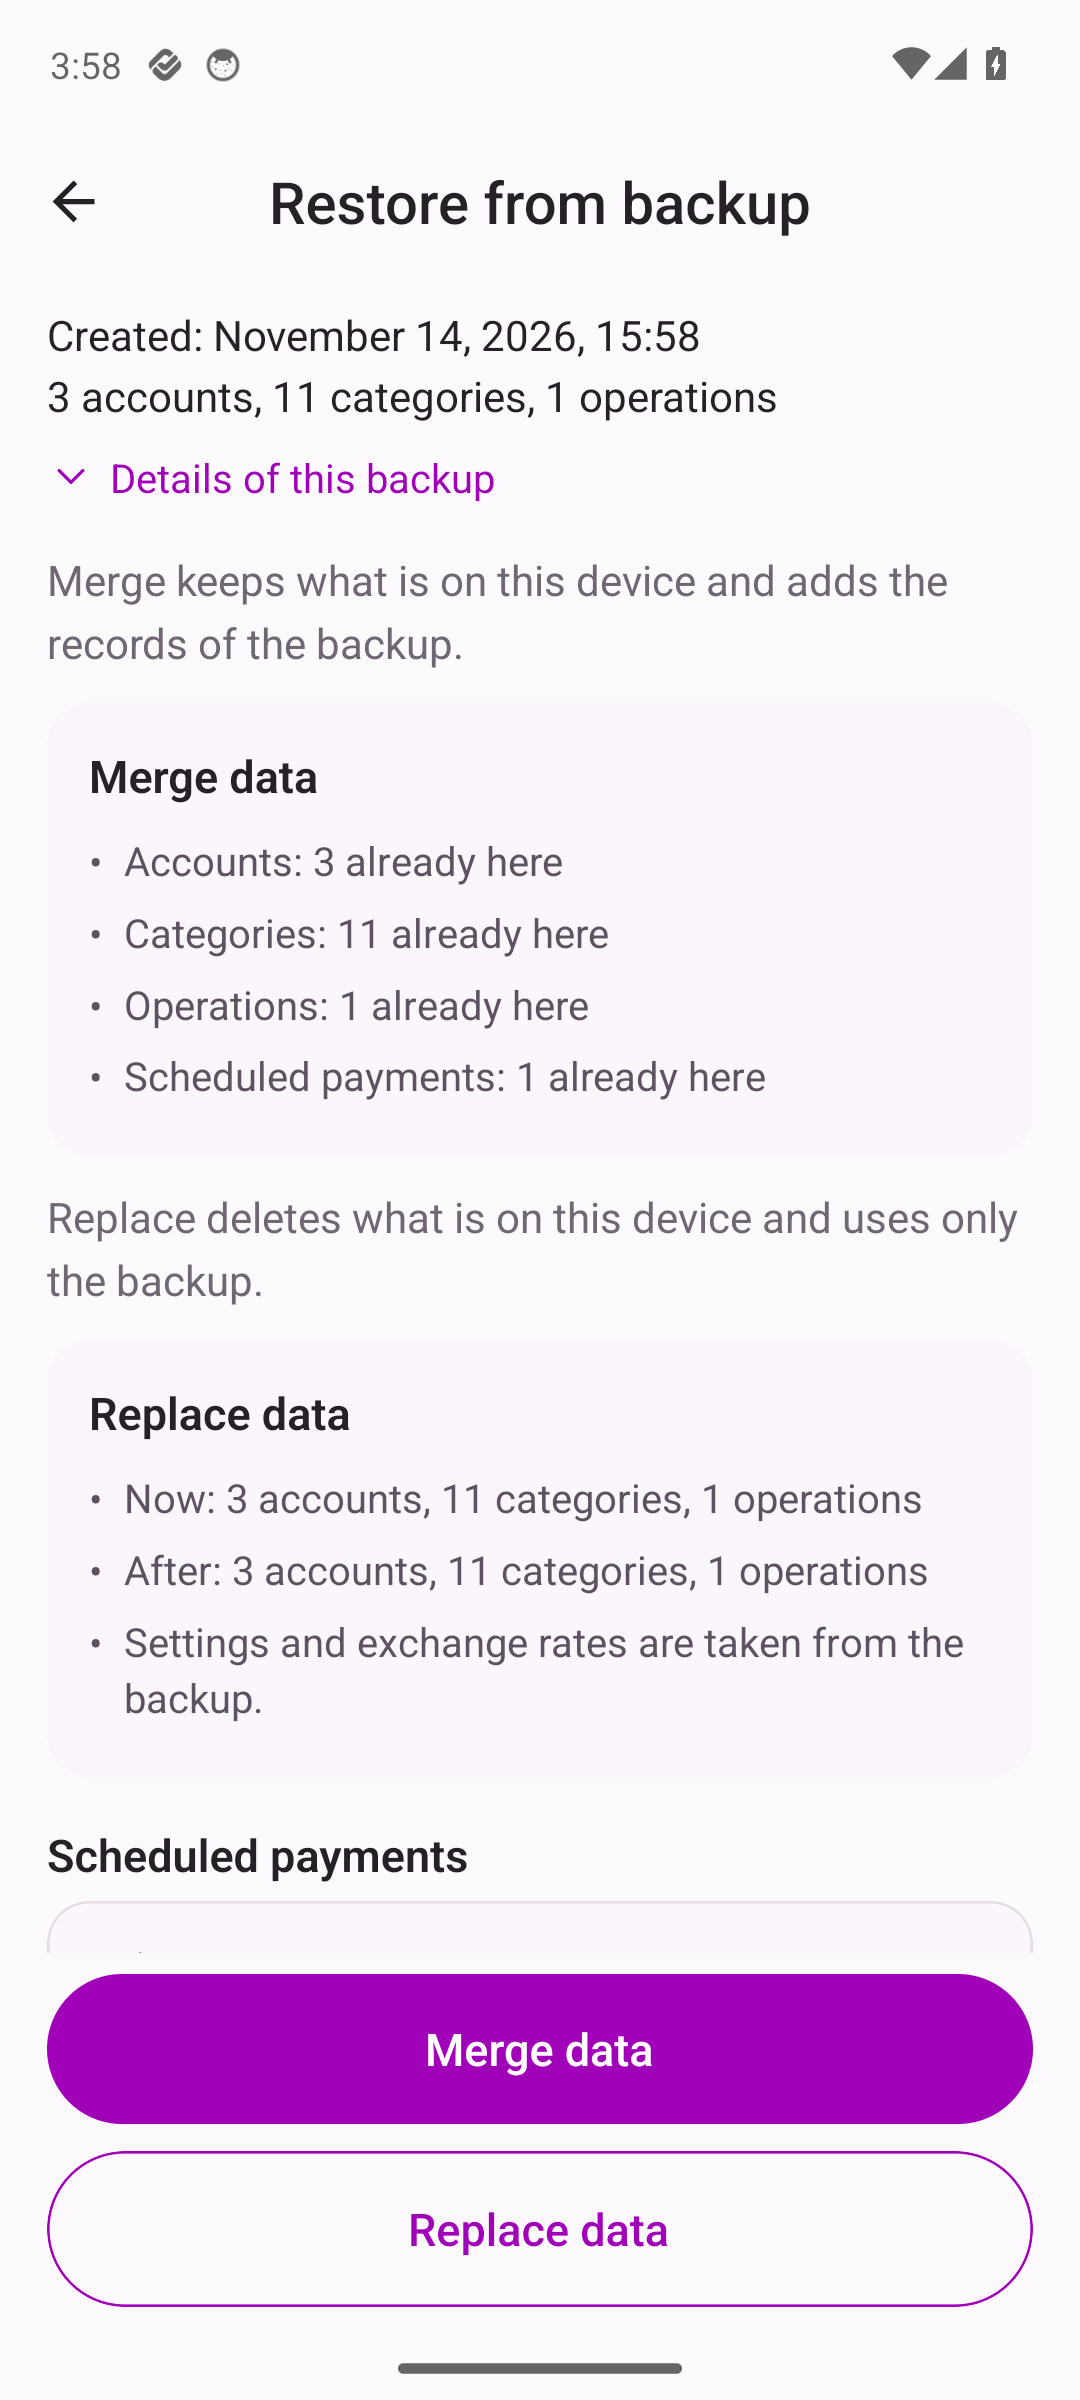 3:58
Restore from backup
Created: November 14, 2026, 15:58
3 accounts, 11 categories, 1 operations
Details of this backup
Merge keeps what is on this device and adds the
records of the backup.
Merge data
• Accounts: 3 already here
• Categories: 11 already here
• Operations: 1 already here
• Scheduled payments: 1 already here
Replace deletes what is on this device and uses only
the backup.
Replace data
• Now: 3 accounts, 11 categories, 1 operations
• After: 3 accounts, 11 categories, 1 operations
• Settings and exchange rates are taken from the
backup.
Scheduled payments
Merge data
Replace data